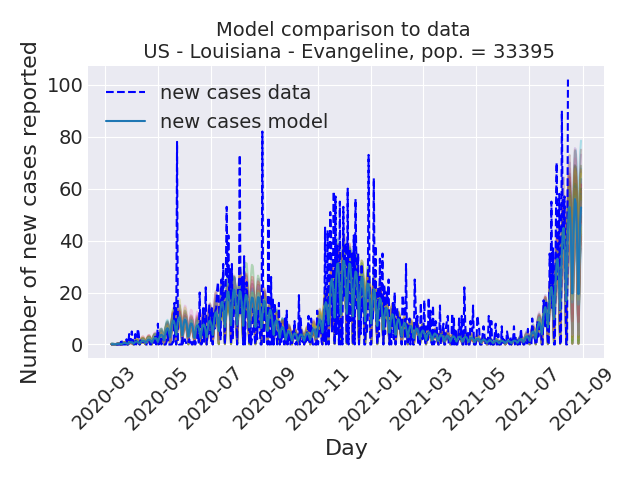 Model comparison to data
US - Louisiana - Evangeline, pop. = 33395
Number of new cases reported
100
80
60
40
20
0
new cases data
new cases model
2020-03
2020-05
2020-07
2020-09
2020-11
2021-01
2021-03
2021-05
2021-07
2021-09
Day